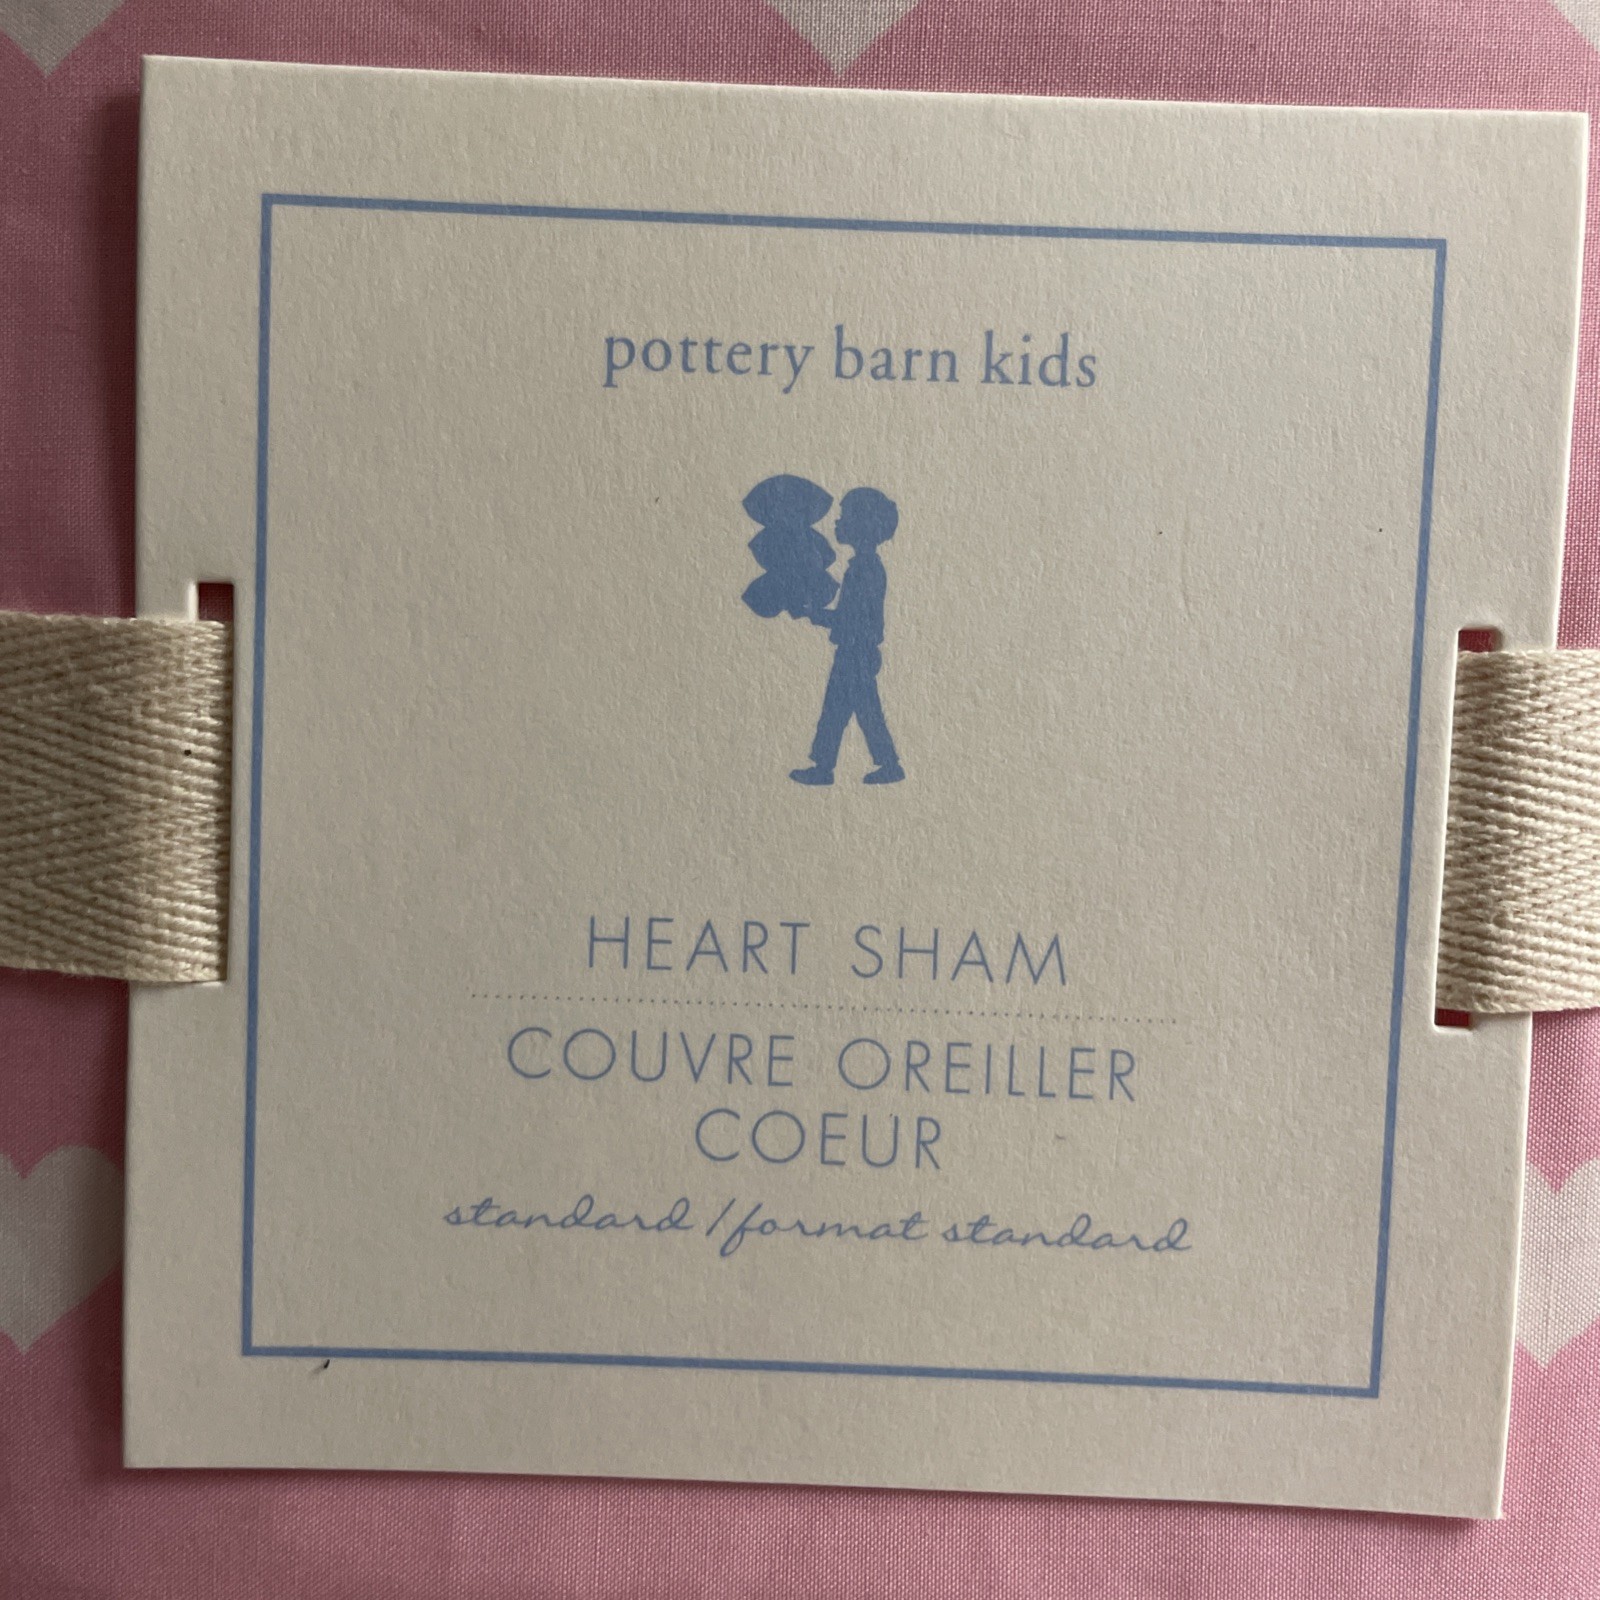 pottery barn kids
HEART SHAM
COUVRE OREILLER
COEUR
standard / format standard